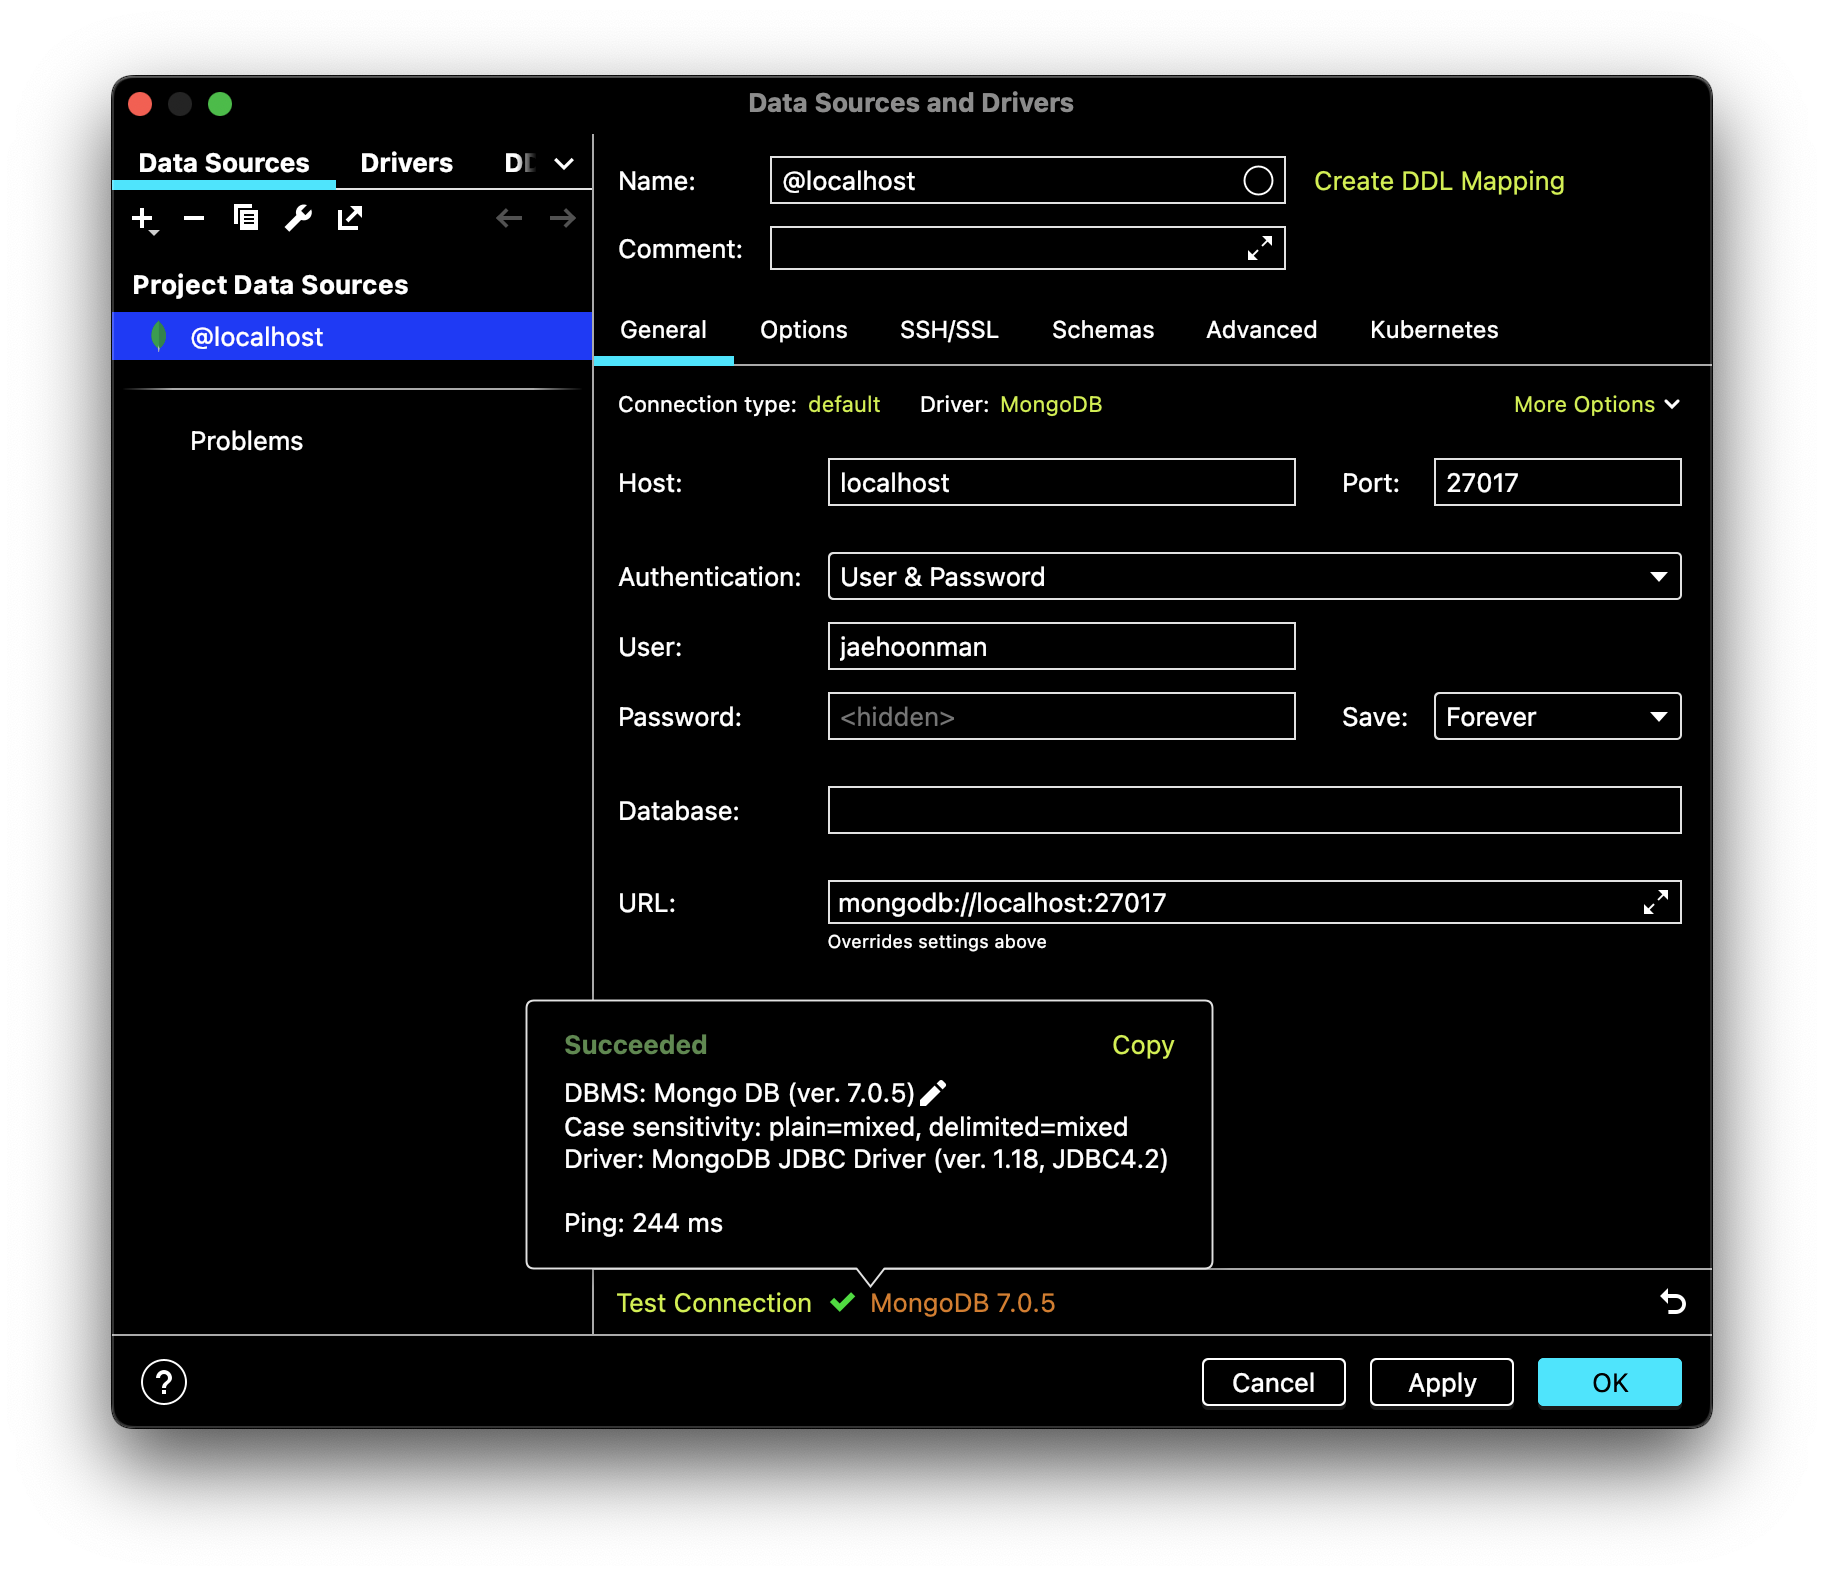 Data Sources and Drivers
Data Sources Drivers
Project Data Sources
@localhost
Problems
Name: @localhost Create DDL Mapping
Comment:
General Options SSH/SSL Schemas Advanced Kubernetes
Connection type: default Driver: MongoDB More Options
Host: localhost Port: 27017
Authentication: User & Password
User: jaehoonman
Password: <hidden> Save: Forever
Database:
URL: mongodb://localhost:27017
Overrides settings above
Succeeded Copy
DBMS: Mongo DB (ver. 7.0.5)
Case sensitivity: plain=mixed, delimited=mixed
Driver: MongoDB JDBC Driver (ver. 1.18, JDBC4.2)
Ping: 244 ms
Test Connection MongoDB 7.0.5
? Cancel Apply OK